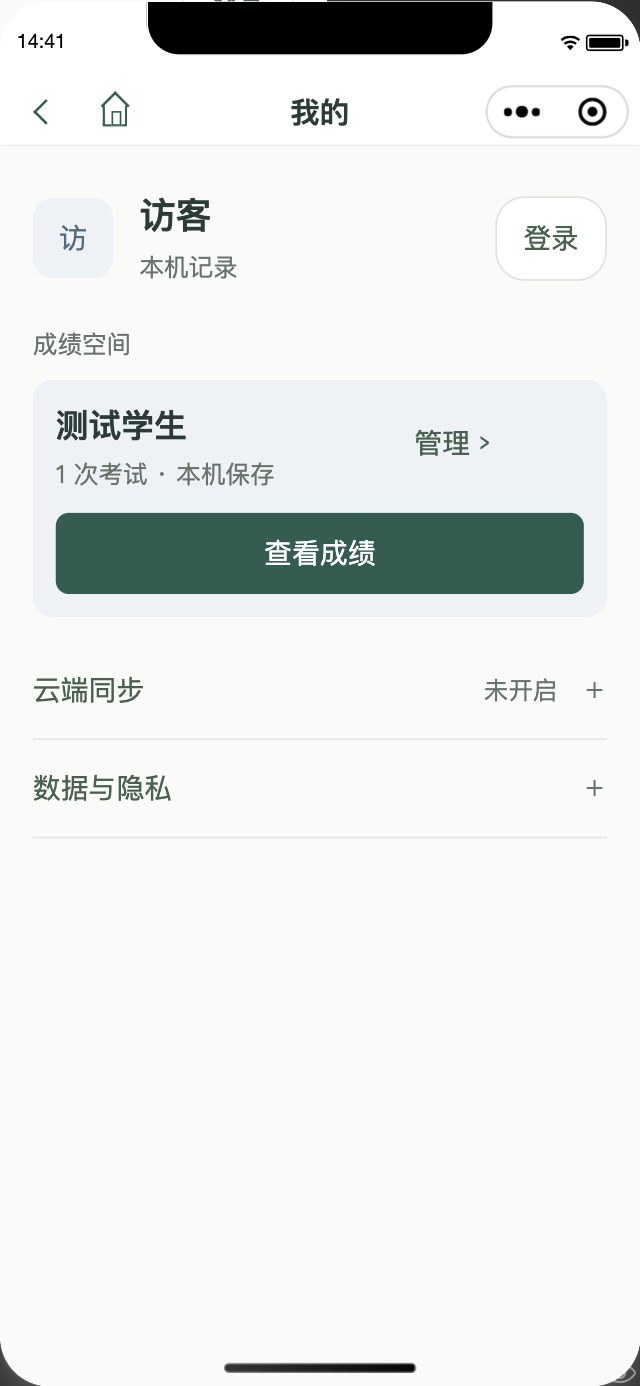 14:41
我的
访
访客
本机记录
登录
成绩空间
测试学生
1 次考试 · 本机保存
管理 >
查看成绩
云端同步
未开启 +
数据与隐私 +